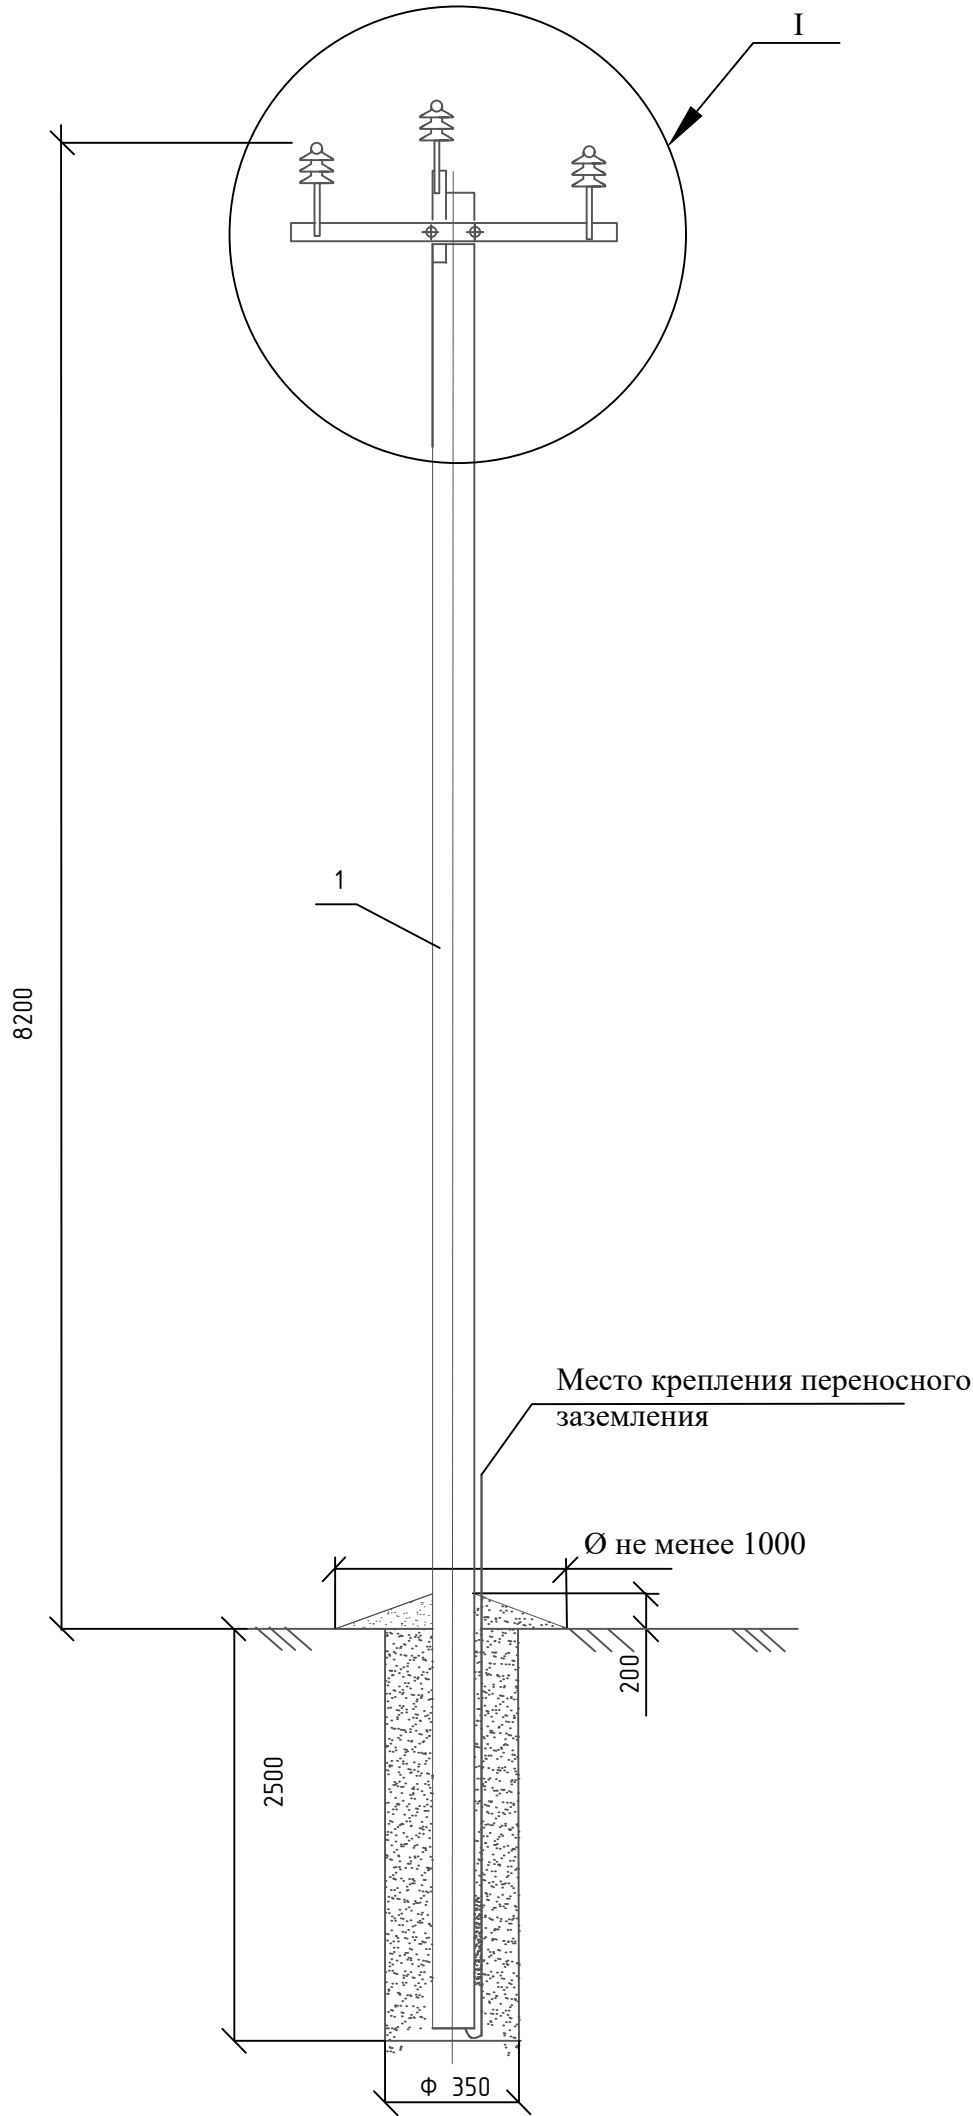 I
1
8200
Место крепления переносного
заземления
Ø не менее 1000
200
2500
Ф 350